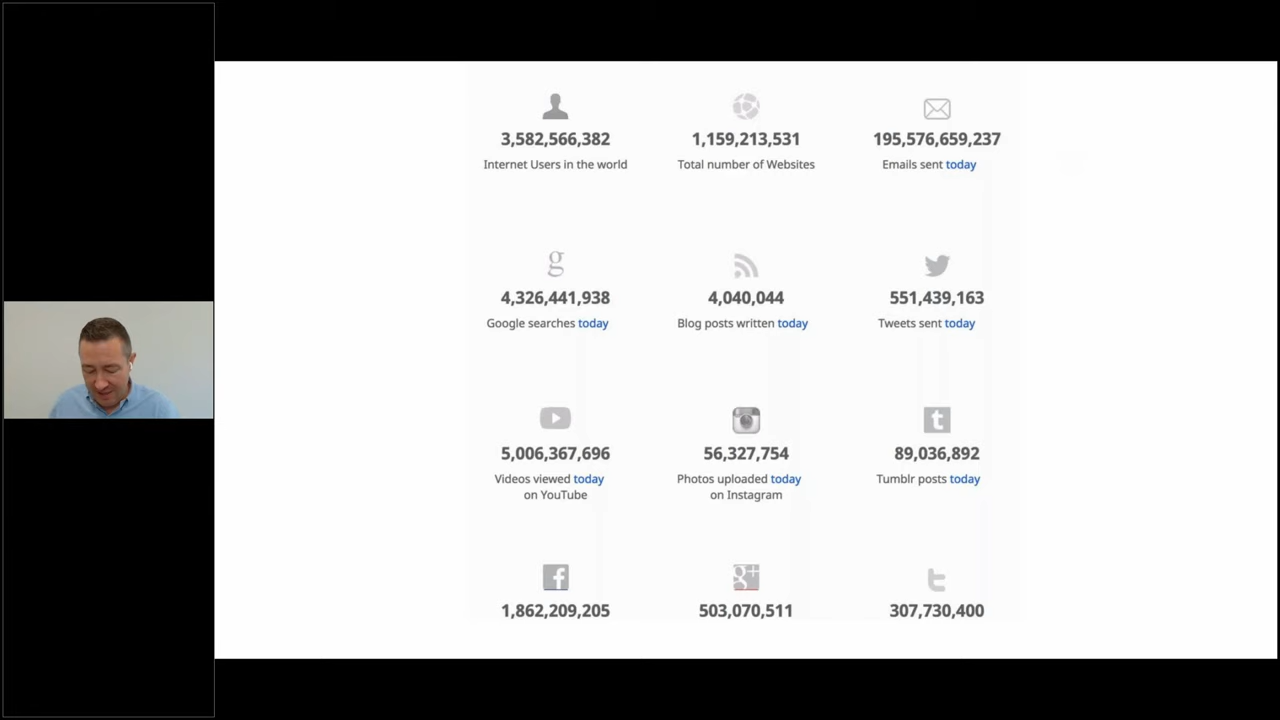 3,582,566,382
Internet Users in the world
1,159,213,531
Total number of Websites
195,576,659,237
Emails sent today
4,326,441,938
Google searches today
4,040,044
Blog posts written today
551,439,163
Tweets sent today
5,006,367,696
Videos viewed today
on YouTube
56,327,754
Photos uploaded today
on Instagram
89,036,892
Tumblr posts today
1,862,209,205
503,070,511
307,730,400